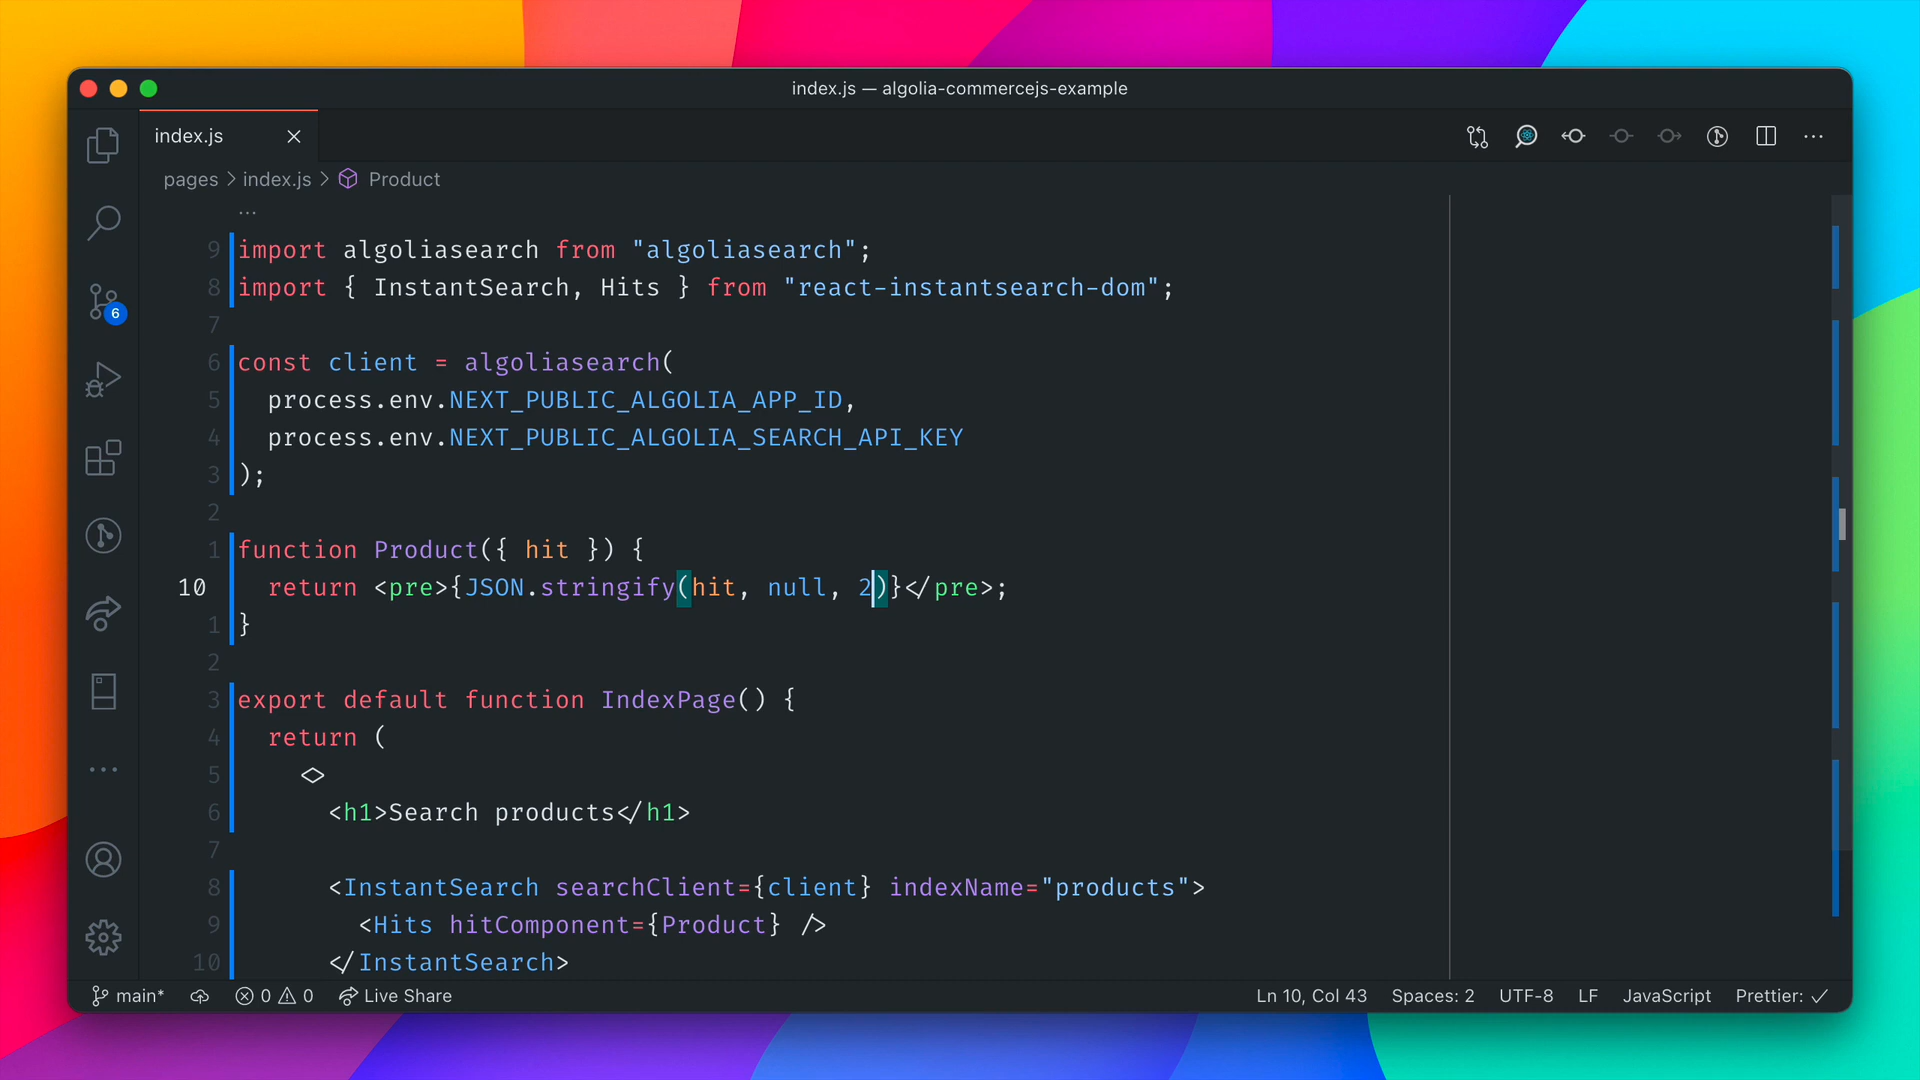 index.js — algolia-commercejs-example
index.js
pages > index.js > Product
...
9 import algoliasearch from "algoliasearch";
8 import { InstantSearch, Hits } from "react-instantsearch-dom";
7
6 const client = algoliasearch(
5 process.env.NEXT_PUBLIC_ALGOLIA_APP_ID,
4 process.env.NEXT_PUBLIC_ALGOLIA_SEARCH_API_KEY
3 );
2
1 function Product({ hit }) {
10 return <pre>{JSON.stringify(hit, null, 2)}</pre>;
1 }
2
3 export default function IndexPage() {
4 return (
5 <>
6 <h1>Search products</h1>
7
8 <InstantSearch searchClient={client} indexName="products">
9 <Hits hitComponent={Product} />
10 </InstantSearch>
6
main* 0 0 Live Share Ln 10, Col 43 Spaces: 2 UTF-8 LF JavaScript Prettier: ✓